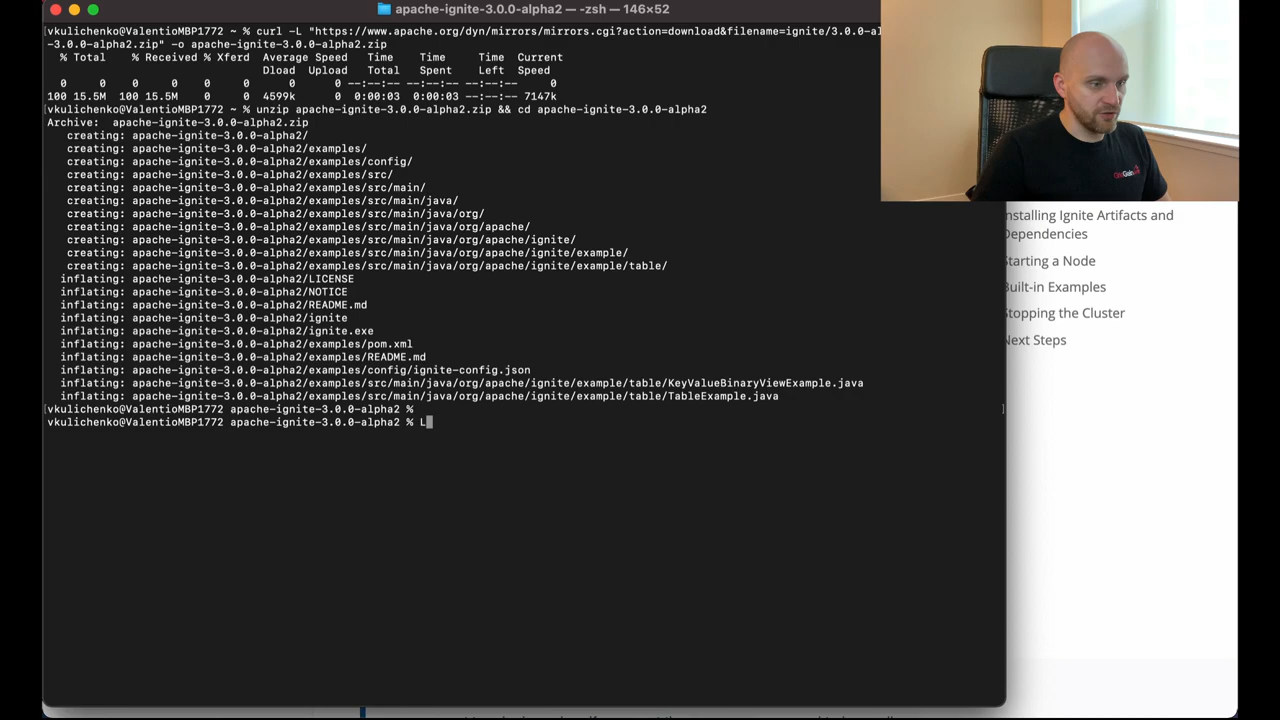 apache-ignite-3.0.0-alpha2 — -zsh — 146×52
[vkulichenko@ValentioMBP1772 ~ % curl -L "https://www.apache.org/dyn/mirrors/mirrors.cgi?action=download&filename=ignite/3.0.0-al
-3.0.0-alpha2.zip" -o apache-ignite-3.0.0-alpha2.zip
% Total % Received % Xferd Average Speed Time Time Time Current
Dload Upload Total Spent Left Speed
0 0 0 0 0 0 0 0 --:--:-- --:--:-- --:--:-- 0
100 15.5M 100 15.5M 0 0 4599k 0 0:00:03 0:00:03 --:--:-- 7147k
[vkulichenko@ValentioMBP1772 ~ % unzip apache-ignite-3.0.0-alpha2.zip && cd apache-ignite-3.0.0-alpha2
Archive: apache-ignite-3.0.0-alpha2.zip
creating: apache-ignite-3.0.0-alpha2/
creating: apache-ignite-3.0.0-alpha2/examples/
creating: apache-ignite-3.0.0-alpha2/examples/config/
creating: apache-ignite-3.0.0-alpha2/examples/src/
creating: apache-ignite-3.0.0-alpha2/examples/src/main/
creating: apache-ignite-3.0.0-alpha2/examples/src/main/java/
creating: apache-ignite-3.0.0-alpha2/examples/src/main/java/org/
creating: apache-ignite-3.0.0-alpha2/examples/src/main/java/org/apache/
creating: apache-ignite-3.0.0-alpha2/examples/src/main/java/org/apache/ignite/
creating: apache-ignite-3.0.0-alpha2/examples/src/main/java/org/apache/ignite/example/
creating: apache-ignite-3.0.0-alpha2/examples/src/main/java/org/apache/ignite/example/table/
inflating: apache-ignite-3.0.0-alpha2/LICENSE
inflating: apache-ignite-3.0.0-alpha2/NOTICE
inflating: apache-ignite-3.0.0-alpha2/README.md
inflating: apache-ignite-3.0.0-alpha2/ignite
inflating: apache-ignite-3.0.0-alpha2/ignite.exe
inflating: apache-ignite-3.0.0-alpha2/examples/pom.xml
inflating: apache-ignite-3.0.0-alpha2/examples/README.md
inflating: apache-ignite-3.0.0-alpha2/examples/config/ignite-config.json
inflating: apache-ignite-3.0.0-alpha2/examples/src/main/java/org/apache/ignite/example/table/KeyValueBinaryViewExample.java
inflating: apache-ignite-3.0.0-alpha2/examples/src/main/java/org/apache/ignite/example/table/TableExample.java
[vkulichenko@ValentioMBP1772 apache-ignite-3.0.0-alpha2 % ]
vkulichenko@ValentioMBP1772 apache-ignite-3.0.0-alpha2 % L
GridGain
nstalling Ignite Artifacts and
Dependencies
Starting a Node
Built-in Examples
Stopping the Cluster
Next Steps